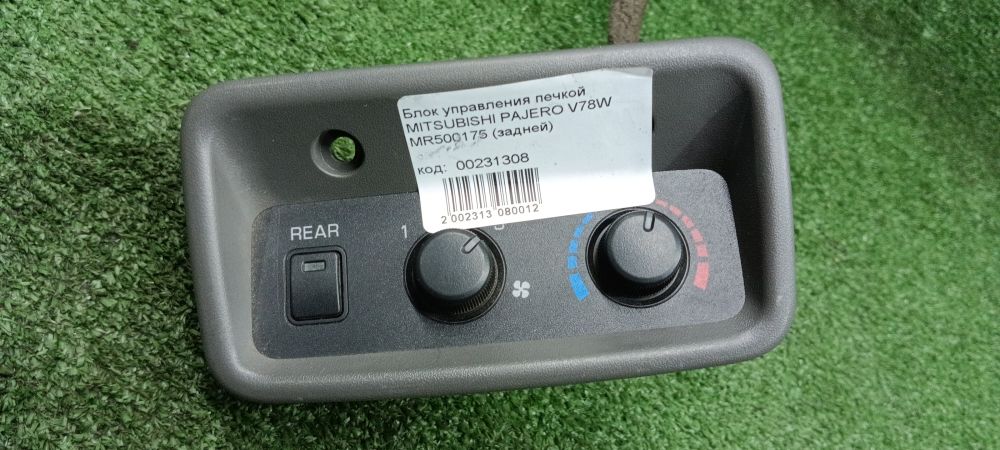 Блок управления печкой
MITSUBISHI PAJERO V78W
MR500175 (задней)
код: 00231308
2 002313 080012
REAR
1